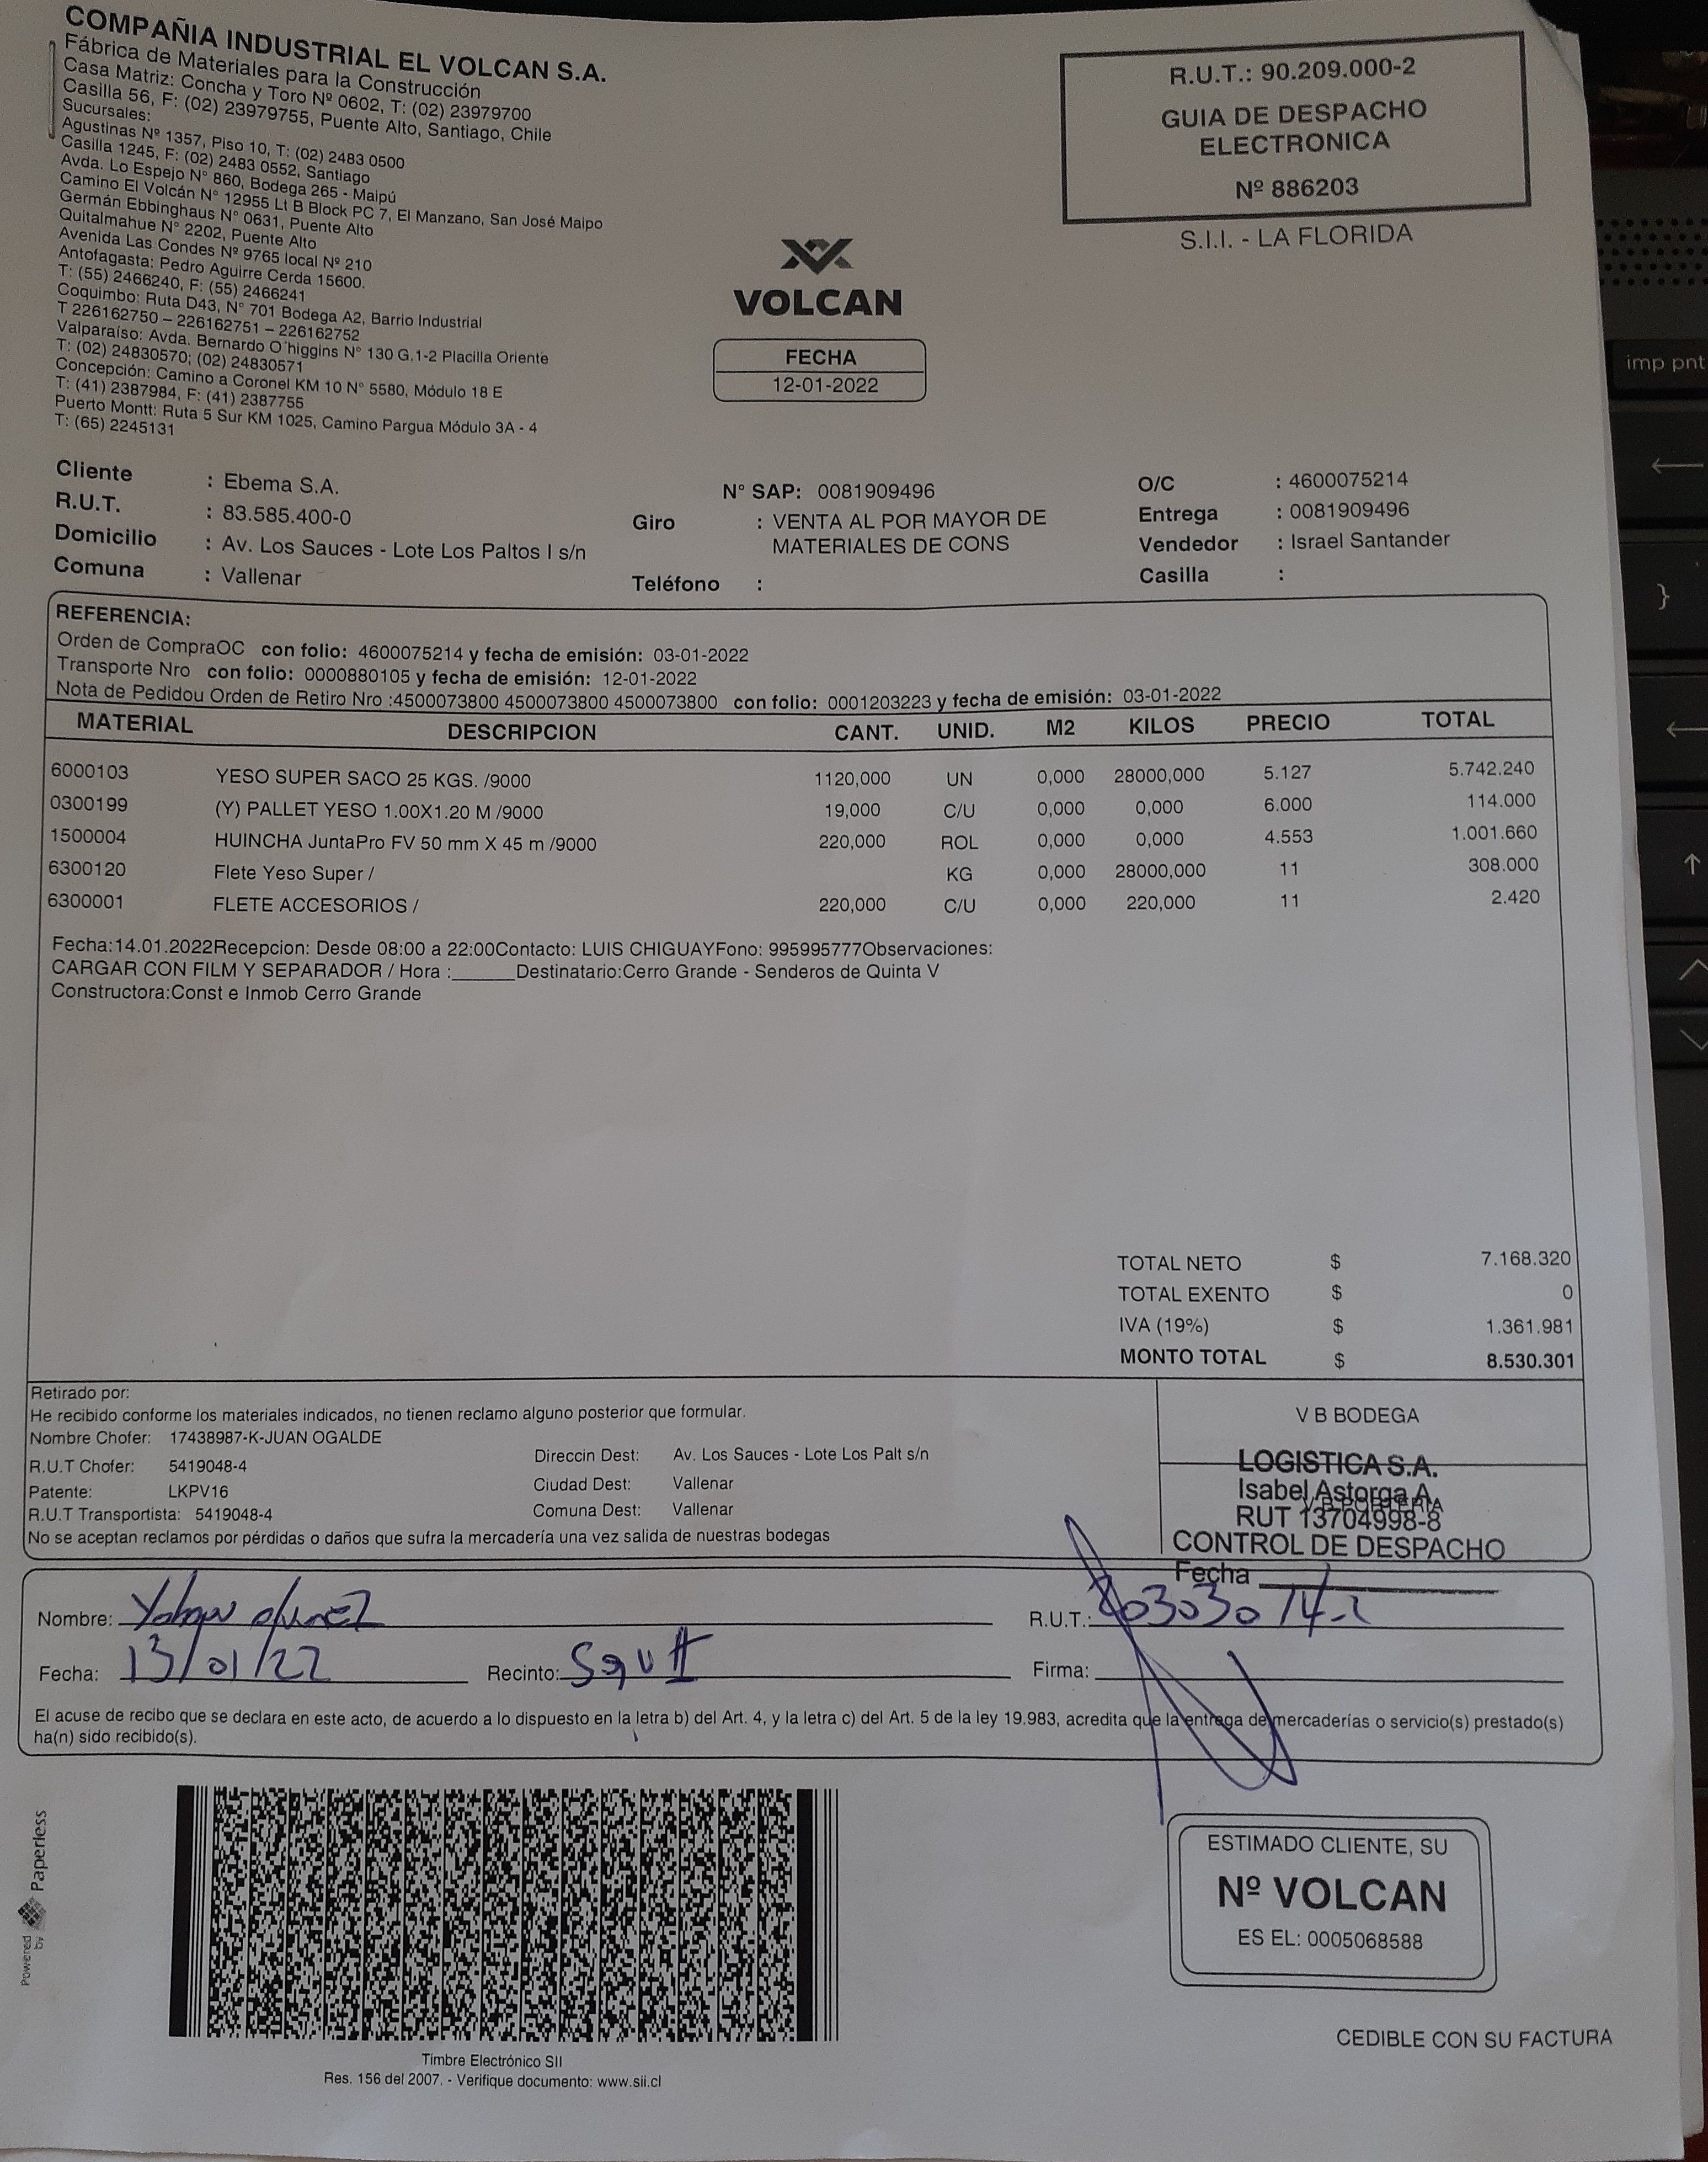 COMPAÑIA INDUSTRIAL EL VOLCAN S.A.
Fábrica de Materiales para la Construcción
Casa Matriz: Concha y Toro Nº 0602, T: (02) 23979700
Casilla 56, F: (02) 23979755, Puente Alto, Santiago, Chile
Sucursales:
Agustinas Nº 1357, Piso 10, T: (02) 2483 0500
Casilla 1245, F: (02) 2483 0552, Santiago
Avda. Lo Espejo N° 860, Bodega 265 - Maipú
Camino El Volcán N° 12955 Lt B Block PC 7, El Manzano, San José Maipo
Germán Ebbinghaus N° 0631, Puente Alto
Quitalmahue N° 2202, Puente Alto
Avenida Las Condes Nº 9765 local Nº 210
Antofagasta: Pedro Aguirre Cerda 15600.
T: (55) 2466240, F: (55) 2466241
Coquimbo: Ruta D43, N° 701 Bodega A2, Barrio Industrial
T 226162750 – 226162751 – 226162752
Valparaíso: Avda. Bernardo O´higgins N° 130 G.1-2 Placilla Oriente
T: (02) 24830570; (02) 24830571
Concepción: Camino a Coronel KM 10 N° 5580, Módulo 18 E
T: (41) 2387984, F: (41) 2387755
Puerto Montt: Ruta 5 Sur KM 1025, Camino Pargua Módulo 3A - 4
T: (65) 2245131
R.U.T.: 90.209.000-2
GUIA DE DESPACHO
ELECTRONICA
Nº 886203
S.I.I. - LA FLORIDA
VOLCAN
FECHA
12-01-2022
imp pnt
Cliente : Ebema S.A.
R.U.T. : 83.585.400-0
Domicilio : Av. Los Sauces - Lote Los Paltos I s/n
Comuna : Vallenar
N° SAP: 0081909496
Giro : VENTA AL POR MAYOR DE
MATERIALES DE CONS
Teléfono :
O/C : 4600075214
Entrega : 0081909496
Vendedor : Israel Santander
Casilla :
REFERENCIA:
Orden de CompraOC con folio: 4600075214 y fecha de emisión: 03-01-2022
Transporte Nro con folio: 0000880105 y fecha de emisión: 12-01-2022
Nota de Pedidou Orden de Retiro Nro :4500073800 4500073800 4500073800 con folio: 0001203223 y fecha de emisión: 03-01-2022
MATERIAL DESCRIPCION CANT. UNID. M2 KILOS PRECIO TOTAL
6000103 YESO SUPER SACO 25 KGS. /9000 1120,000 UN 0,000 28000,000 5.127 5.742.240
0300199 (Y) PALLET YESO 1.00X1.20 M /9000 19,000 C/U 0,000 0,000 6.000 114.000
1500004 HUINCHA JuntaPro FV 50 mm X 45 m /9000 220,000 ROL 0,000 0,000 4.553 1.001.660
6300120 Flete Yeso Super / KG 0,000 28000,000 11 308.000
6300001 FLETE ACCESORIOS / 220,000 C/U 0,000 220,000 11 2.420
Fecha:14.01.2022Recepcion: Desde 08:00 a 22:00Contacto: LUIS CHIGUAYFono: 995995777Observaciones:
CARGAR CON FILM Y SEPARADOR / Hora :______Destinatario:Cerro Grande - Senderos de Quinta V
Constructora:Const e Inmob Cerro Grande
TOTAL NETO $ 7.168.320
TOTAL EXENTO $ 0
IVA (19%) $ 1.361.981
MONTO TOTAL $ 8.530.301
Retirado por:
He recibido conforme los materiales indicados, no tienen reclamo alguno posterior que formular.
Nombre Chofer: 17438987-K-JUAN OGALDE
R.U.T Chofer: 5419048-4
Patente: LKPV16
R.U.T Transportista: 5419048-4
Direccin Dest: Av. Los Sauces - Lote Los Palt s/n
Ciudad Dest: Vallenar
Comuna Dest: Vallenar
No se aceptan reclamos por pérdidas o daños que sufra la mercadería una vez salida de nuestras bodegas
V B BODEGA
LOGISTICA S.A.
Isabel Astorga A.
V B PORTERIA
RUT 13704998-8
CONTROL DE DESPACHO
Fecha
Nombre:
R.U.T.:
Fecha: 13/01/22
Recinto:
Firma:
El acuse de recibo que se declara en este acto, de acuerdo a lo dispuesto en la letra b) del Art. 4, y la letra c) del Art. 5 de la ley 19.983, acredita que la entrega de mercaderías o servicio(s) prestado(s)
ha(n) sido recibido(s).
Powered by Paperless
Timbre Electrónico SII
Res. 156 del 2007. - Verifique documento: www.sii.cl
ESTIMADO CLIENTE, SU
Nº VOLCAN
ES EL: 0005068588
CEDIBLE CON SU FACTURA